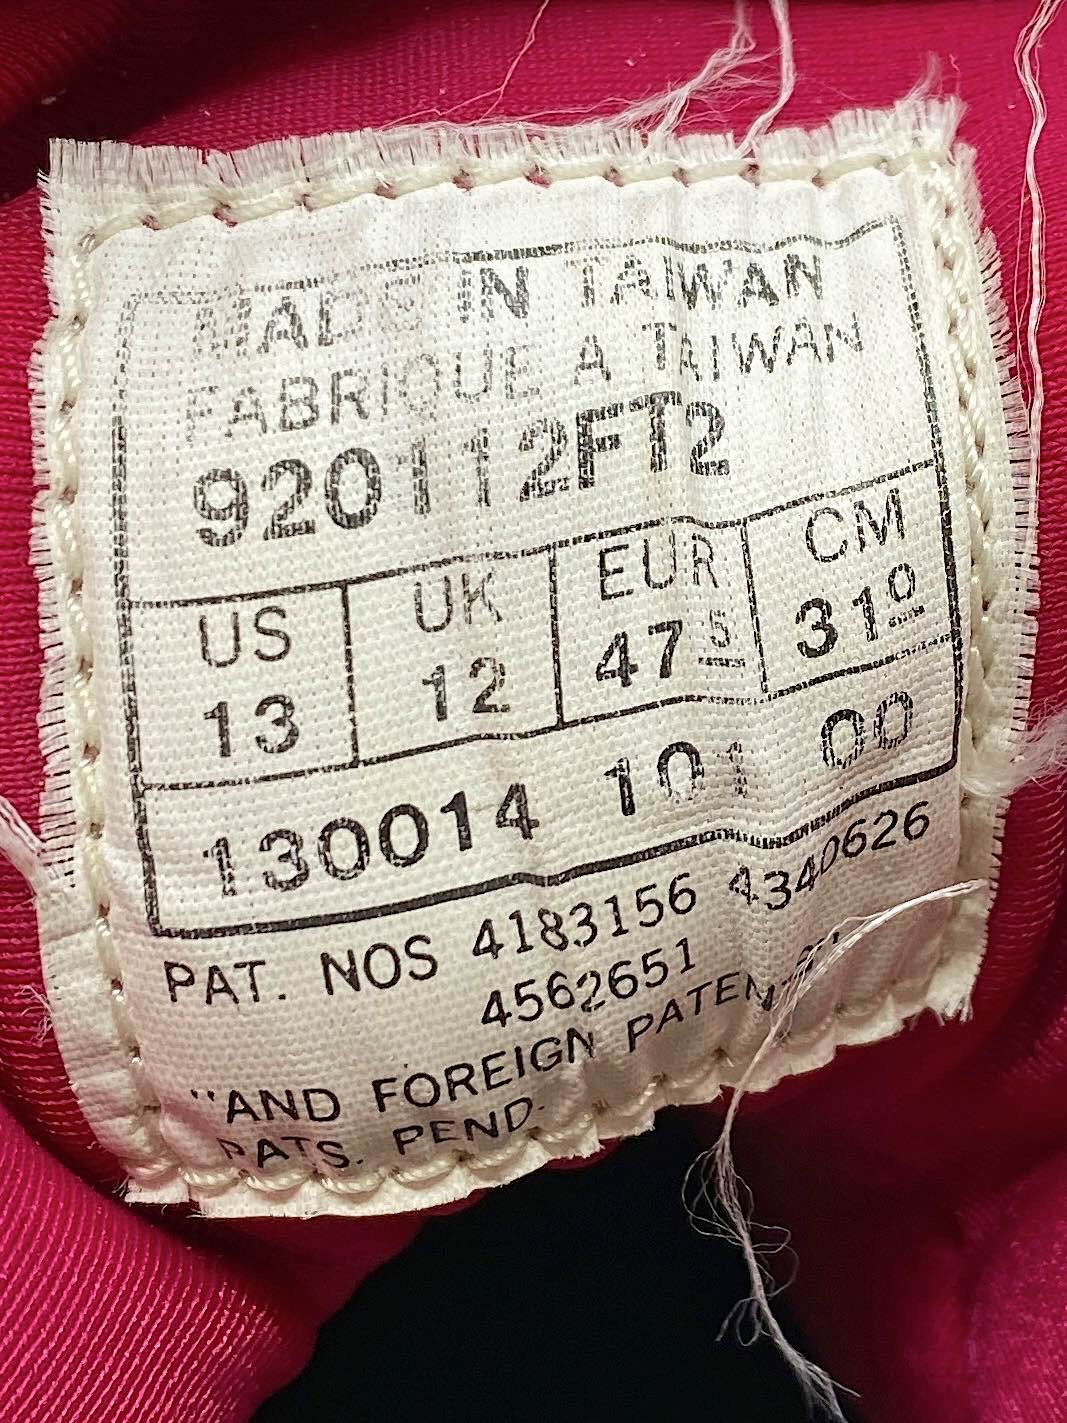 MADE IN TAIWAN
FABRIQUE A TAIWAN
920112FT2
US UK EUR CM
13 12 47 5 31 0
130014 101 00
PAT. NOS 4183156 4340626
4562651
"AND FOREIGN
PATS. PEND.